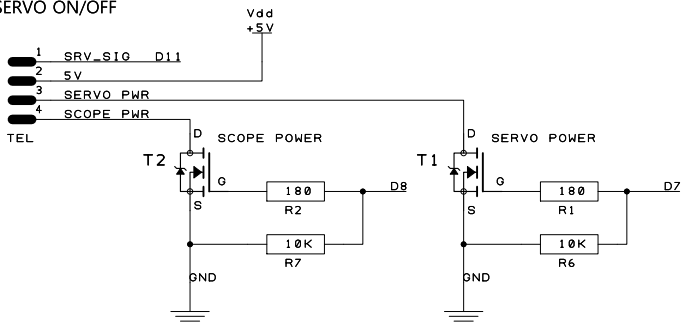 SERVO ON/OFF
Vdd
+5V
1 SRV_SIG D11
2 5V
3 SERVO PWR
4 SCOPE PWR
TEL
D SCOPE POWER
D SERVO POWER
T2
T1
G 180 D8
G 180 D7
S R2
S R1
10K
10K
R7
R6
GND
GND